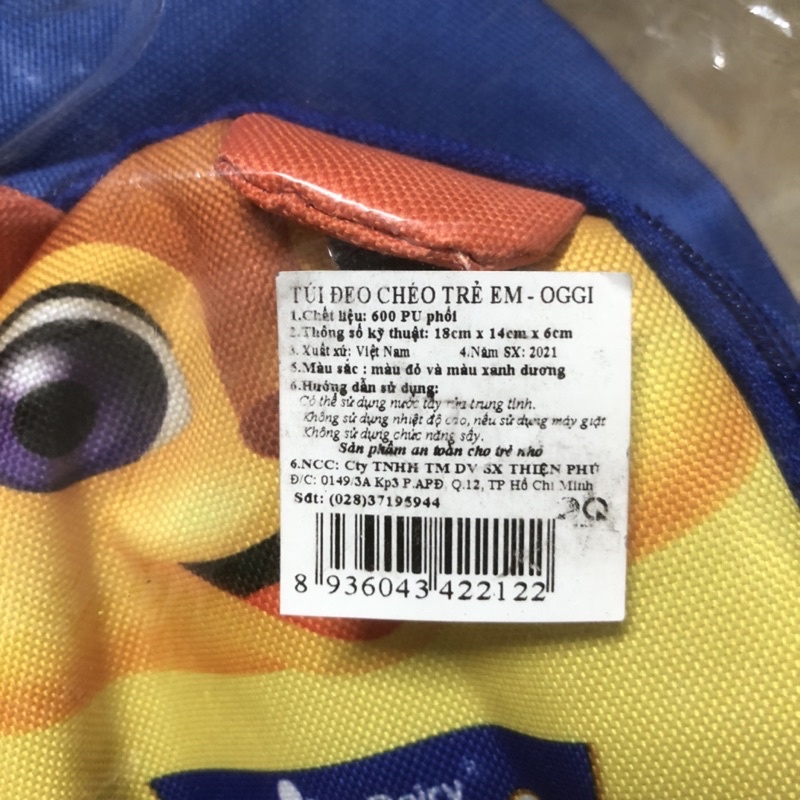 TÚI ĐEO CHÉO TRẺ EM - OGGI
1.Chất liệu: 600 PU phối
2.Thông số kỹ thuật: 18cm x 14cm x 6cm
3. Xuất xứ: Việt Nam 4.Năm SX: 2021
5.Màu sắc : màu đỏ và màu xanh dương
6.Hướng dẫn sử dụng:
Có thể sử dụng nước tẩy rửa trung tính.
Không sử dụng nhiệt độ cao, nếu sử dụng máy giặt
Không sử dụng chức năng sấy.
Sản phẩm an toàn cho trẻ nhỏ
6.NCC: Cty TNHH TM DV SX THIỆN PHÚ
Đ/C: 0149/3A Kp3 P.APĐ, Q.12, TP Hồ Chí Minh
Sđt: (028)37195944
8 936043 422122